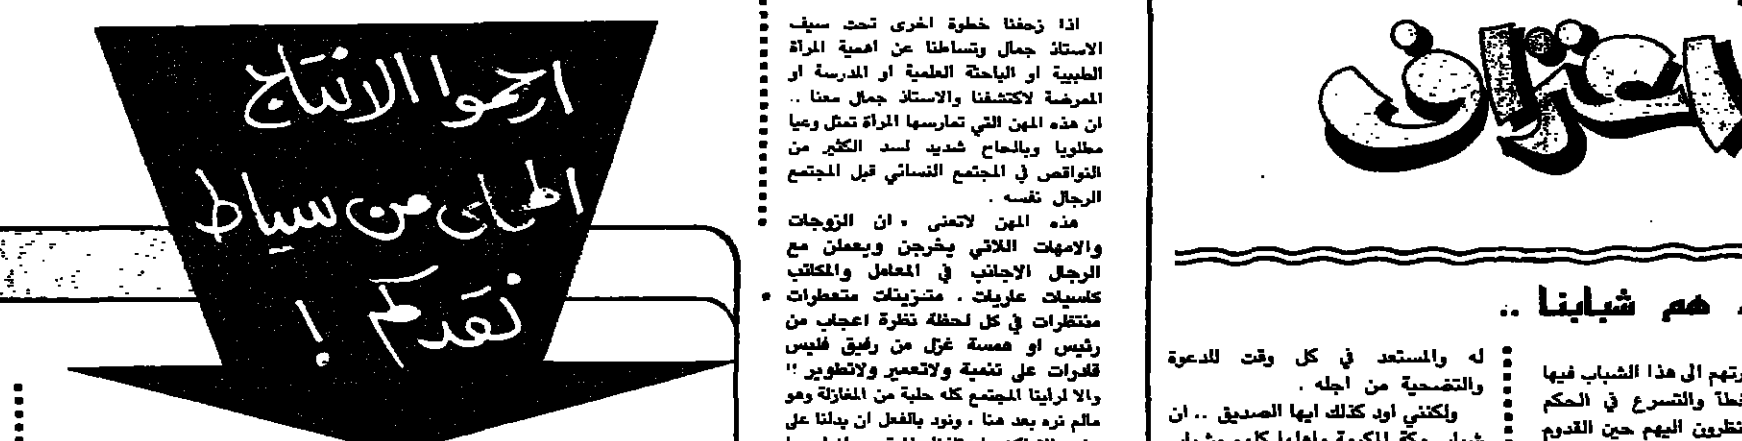 اذا زحفنا خطوة اخرى تحت سيف
الاستاذ جمال وتساءلنا عن اهمية المرأة
الطبيبة او الباحثة العلمية او المدرسة او
الممرضة لاكتشفنا والاستاذ جمال معنا ..
ان هذه المهن التي تمارسها المرأة تمثل وعيا
مطلوبا وبالحاح شديد لسد الكثير من
النواقص في المجتمع النسائي قبل المجتمع
الرجال نفسه .
هذه المهن لاتعنى . ان الزوجات
والامهات اللاتي يخرجن ويعملن مع
الرجال الاجانب في المعامل والمكاتب
كاسيات عاريات . متزينات متعطرات
منتظرات في كل لحظة نظرة اعجاب من
رئيس او همسة غزل من رفيق فليس
قادرات على تنمية ولاتعمير ولاتطوير !!
والا لرأينا المجتمع كله حلبة من المغازلة وهو
مالم نره بعد هنا . ونود بالفعل ان يدلنا على
ارحموا الانتاج
من سياط
نقدكم !
هم شبابنا ..
رتهم الى هذا الشباب فيها
خطأ والتسرع في الحكم
نتظرون اليهم حين القدوم
له والمستعد في كل وقت للدعوة
والتضحية من اجله .
ولكنني اود كذلك ايها الصديق .. ان